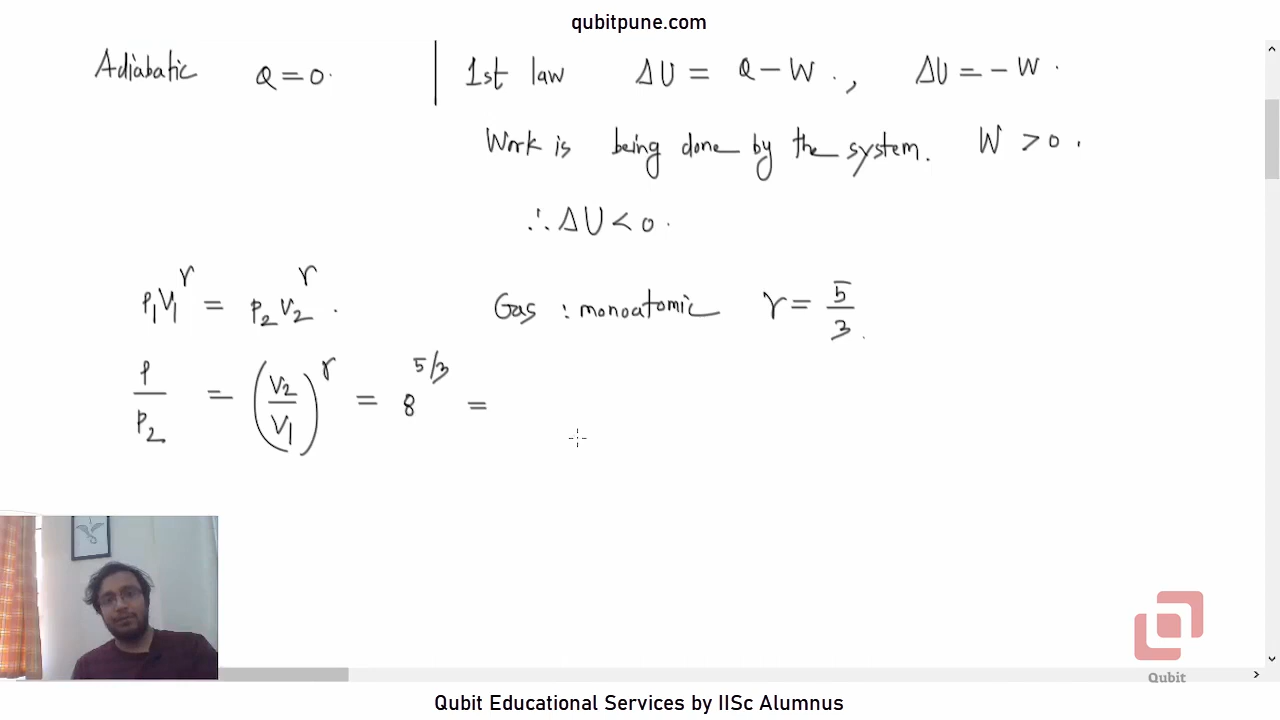 qubitpune.com
Adiabatic Q = 0. | 1st law ΔU = Q - W ., ΔU = - W .
Work is being done by the system. W > 0 .
∴ ΔU < 0 .
P₁V₁^γ = P₂V₂^γ . Gas : monoatomic γ = 5/3 .
P/P₂ = (V₂/V₁)^γ = 8^5/3 =
Qubit
Qubit Educational Services by IISc Alumnus